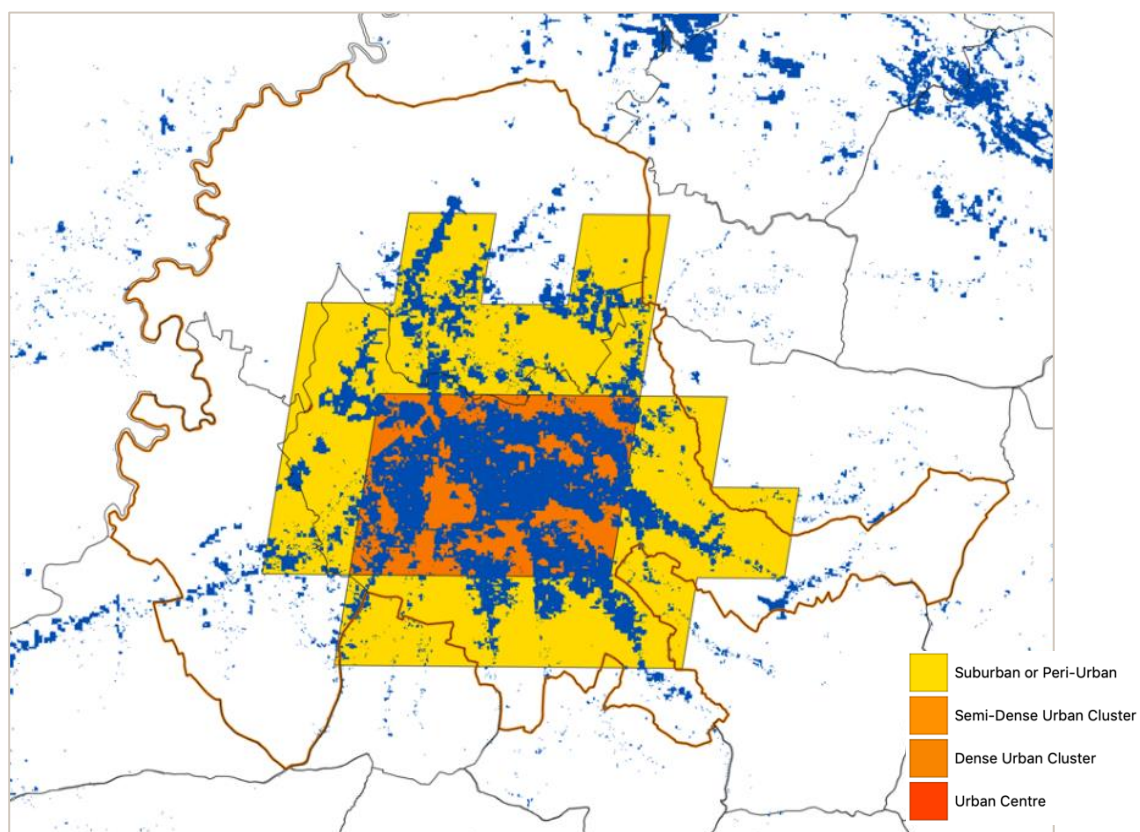 Suburban or Peri-Urban
Semi-Dense Urban Cluster
Dense Urban Cluster
Urban Centre